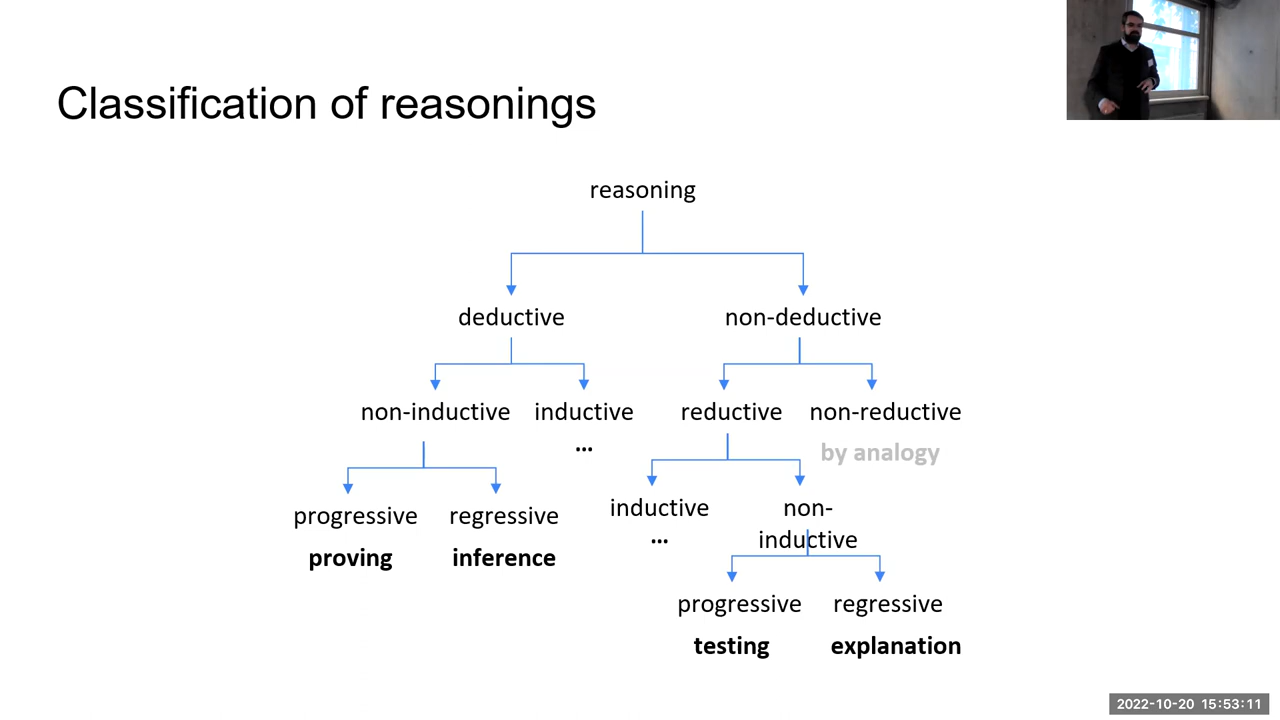 Classification of reasonings
reasoning
deductive
non-deductive
non-inductive
inductive
reductive
non-reductive
...
by analogy
progressive
regressive
inductive
non-
inductive
...
proving
inference
progressive
regressive
testing
explanation
2022-10-20 15:53:11